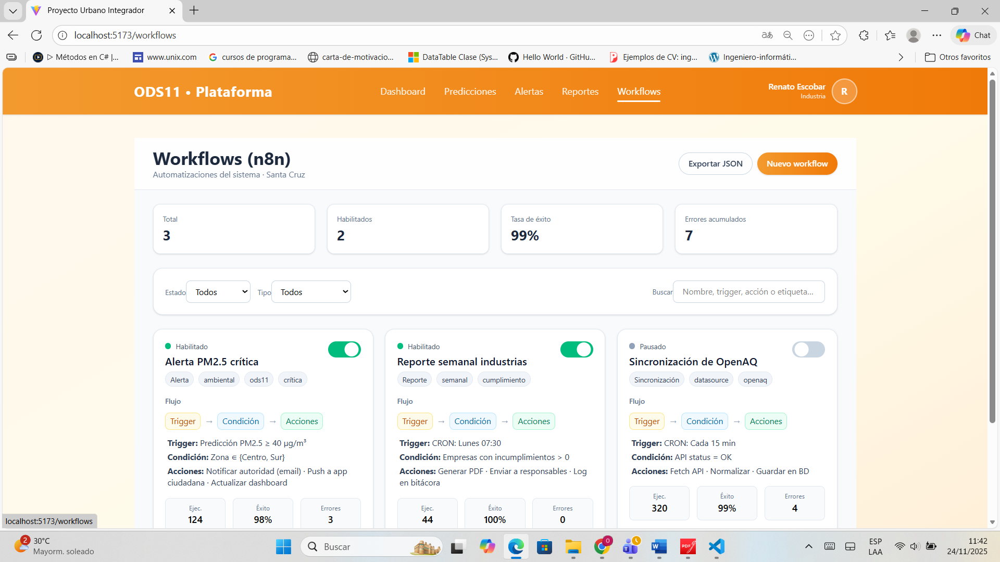 Proyecto Urbano Integrador
localhost:5173/workflows
Chat
Métodos en C# |...
www.unix.com
cursos de programa...
carta-de-motivacio...
DataTable Clase (Sys...
Hello World · GitHu...
Ejemplos de CV: ing...
Ingeniero-informáti...
Otros favoritos
ODS11 • Plataforma
Dashboard
Predicciones
Alertas
Reportes
Workflows
Renato Escobar
Industria
R
Workflows (n8n)
Automatizaciones del sistema · Santa Cruz
Exportar JSON
Nuevo workflow
Total
3
Habilitados
2
Tasa de éxito
99%
Errores acumulados
7
Estado
Todos
Tipo
Todos
Buscar
Nombre, trigger, acción o etiqueta...
Habilitado
Alerta PM2.5 crítica
Alerta
ambiental
ods11
crítica
Flujo
Trigger → Condición → Acciones
Trigger: Predicción PM2.5 ≥ 40 µg/m³
Condición: Zona ∈ {Centro, Sur}
Acciones: Notificar autoridad (email) · Push a app
ciudadana · Actualizar dashboard
Ejec.
124
Éxito
98%
Errores
3
Habilitado
Reporte semanal industrias
Reporte
semanal
cumplimiento
Flujo
Trigger → Condición → Acciones
Trigger: CRON: Lunes 07:30
Condición: Empresas con incumplimientos > 0
Acciones: Generar PDF · Enviar a responsables · Log
en bitácora
Ejec.
44
Éxito
100%
Errores
0
Pausado
Sincronización de OpenAQ
Sincronización
datasource
openaq
Flujo
Trigger → Condición → Acciones
Trigger: CRON: Cada 15 min
Condición: API status = OK
Acciones: Fetch API · Normalizar · Guardar en BD
Ejec.
320
Éxito
99%
Errores
4
localhost:5173/workflows
2
30°C
Mayorm. soleado
Buscar
0
PDF
ESP
LAA
11:42
24/11/2025